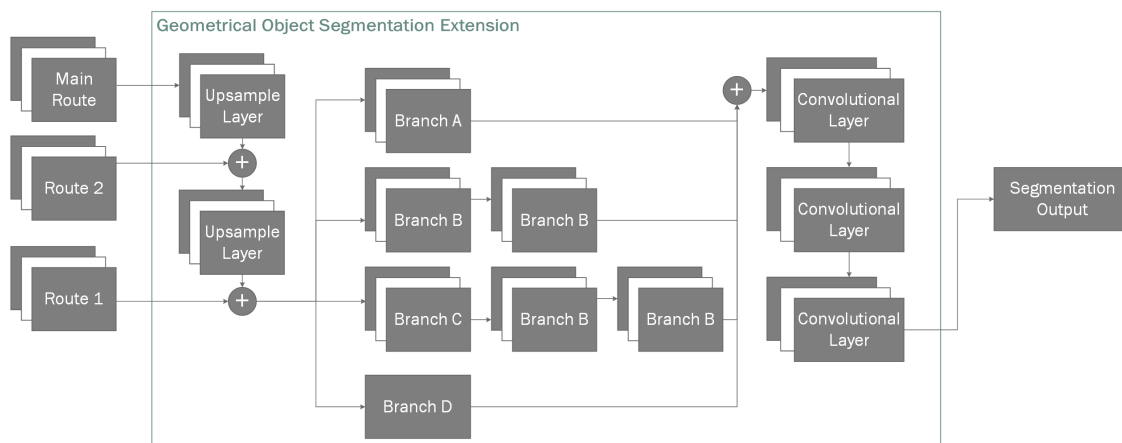 Geometrical Object Segmentation Extension
Main
Route
Upsample
Layer
+
Route 2
Upsample
Layer
Route 1
+
Branch A
Branch B
Branch B
Branch C
Branch B
Branch B
Branch D
+
Convolutional
Layer
Convolutional
Layer
Convolutional
Layer
+
Segmentation
Output